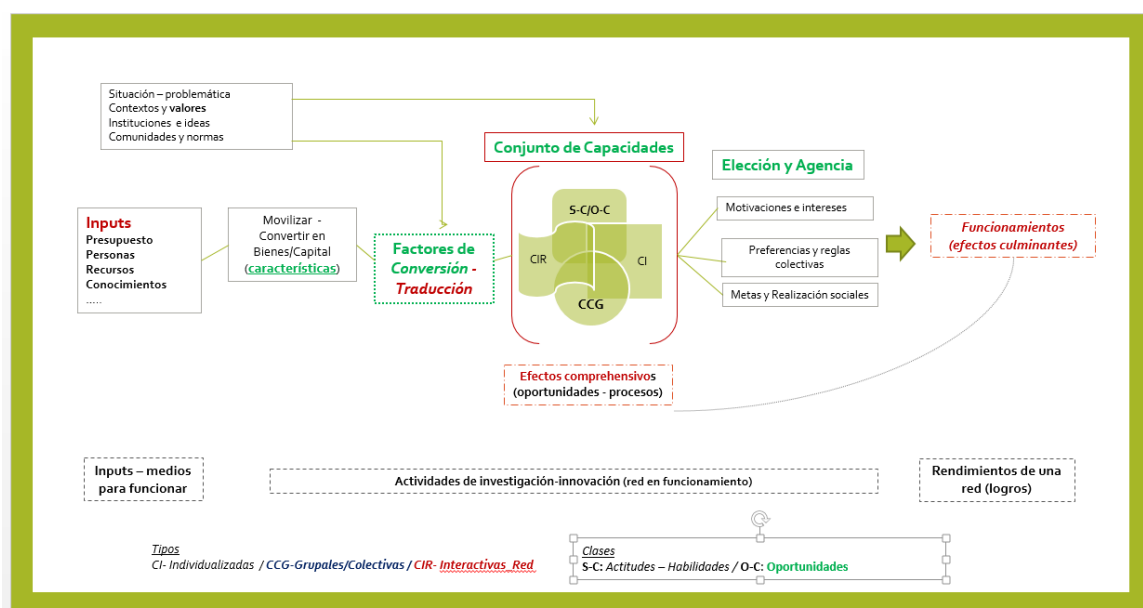 Situación – problemática
Contextos y valores
Instituciones e ideas
Comunidades y normas
Conjunto de Capacidades
Elección y Agencia
Inputs
Presupuesto
Personas
Recursos
Conocimientos
.....
Movilizar -
Convertir en
Bienes/Capital
(características)
Factores de
Conversión -
Traducción
S-C/O-C
CIR
CI
CCG
Motivaciones e intereses
Preferencias y reglas
colectivas
Metas y Realización sociales
Funcionamientos
(efectos culminantes)
Efectos comprehensivos
(oportunidades - procesos)
Inputs – medios
para funcionar
Actividades de investigación-innovación (red en funcionamiento)
Rendimientos de una
red (logros)
Tipos
CI- Individualizadas / CCG-Grupales/Colectivas / CIR- Interactivas_Red
Clases
S-C: Actitudes – Habilidades / O-C: Oportunidades